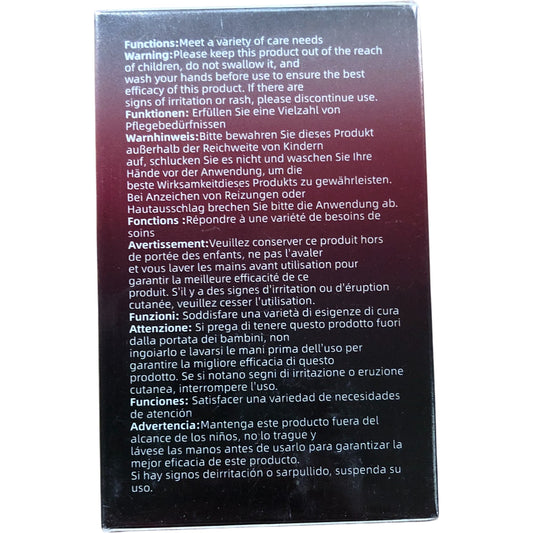 Functions:Meet a variety of care needs
Warning:Please keep this product out of the reach
of children, do not swallow it, and
wash your hands before use to ensure the best
efficacy of this product. If there are
signs of irritation or rash, please discontinue use.
Funktionen: Erfüllen Sie eine Vielzahl von
Pflegebedürfnissen
Warnhinweis:Bitte bewahren Sie dieses Produkt
außerhalb der Reichweite von Kindern
auf, schlucken Sie es nicht und waschen Sie Ihre
Hände vor der Anwendung, um die
beste Wirksamkeitdieses Produkts zu gewährleisten.
Bei Anzeichen von Reizungen oder
Hautausschlag brechen Sie bitte die Anwendung ab.
Fonctions :Répondre à une variété de besoins de
soins
Avertissement:Veuillez conserver ce produit hors
de portée des enfants, ne pas l'avaler
et vous laver les mains avant utilisation pour
garantir la meilleure efficacité de ce
produit. S'il y a des signes d'irritation ou d'éruption
cutanée, veuillez cesser l'utilisation.
Funzioni: Soddisfare una varietà di esigenze di cura
Attenzione: Si prega di tenere questo prodotto fuori
dalla portata dei bambini, non
ingoiarlo e lavarsi le mani prima dell'uso per
garantire la migliore efficacia di questo
prodotto. Se si notano segni di irritazione o eruzione
cutanea, interrompere l'uso.
Funciones: Satisfacer una variedad de necesidades
de atención
Advertencia:Mantenga este producto fuera del
alcance de los niños, no lo trague y
lávese las manos antes de usarlo para garantizar la
mejor eficacia de este producto.
Si hay signos deirritación o sarpullido, suspenda su
uso.